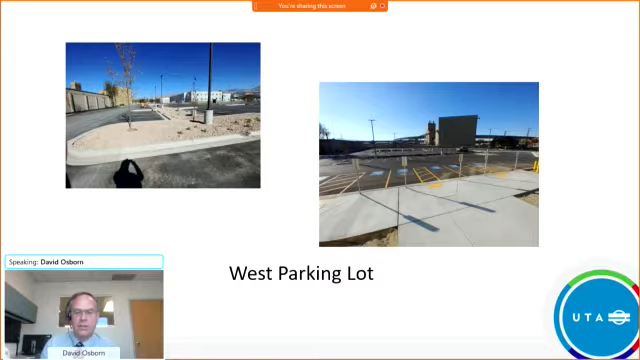 You're sharing this screen
West Parking Lot
Speaking: David Osborn
David Osborn
UTA